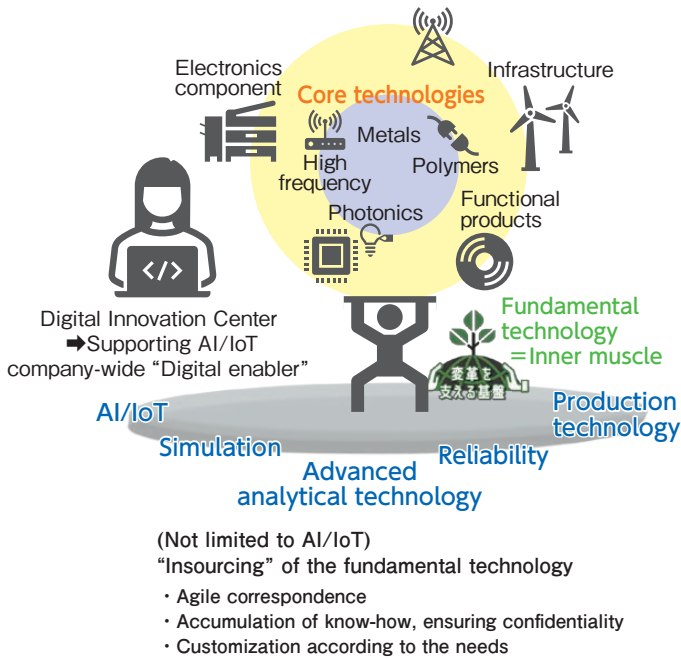 Electronics
component
Infrastructure
Core technologies
Metals
High
frequency
Polymers
Photonics
Functional
products
</>
Digital Innovation Center
➡Supporting AI/IoT
company-wide “Digital enabler”
Fundamental
technology
＝Inner muscle
変革を
支える基盤
AI/IoT
Simulation
Advanced
analytical technology
Reliability
Production
technology
(Not limited to AI/IoT)
“Insourcing” of the fundamental technology
・Agile correspondence
・Accumulation of know-how, ensuring confidentiality
・Customization according to the needs